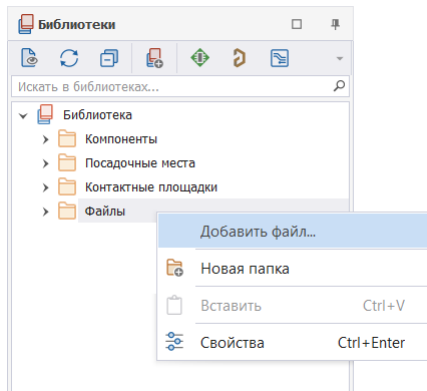 Библиотеки
Искать в библиотеках...
Библиотека
Компоненты
Посадочные места
Контактные площадки
Файлы
Добавить файл...
Новая папка
Вставить Ctrl+V
Свойства Ctrl+Enter